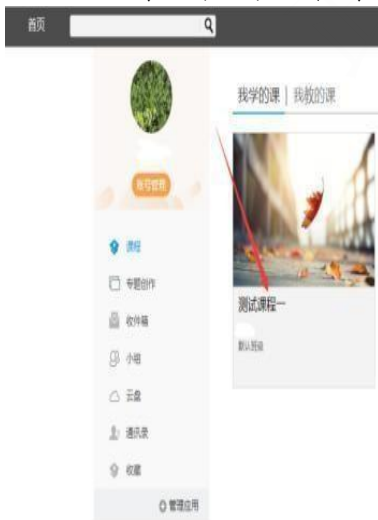 首页
我学的课 | 我教的课
账号管理
课程
专题创作
收件箱
小组
云盘
通讯录
收藏
管理应用
测试课程一
默认班级